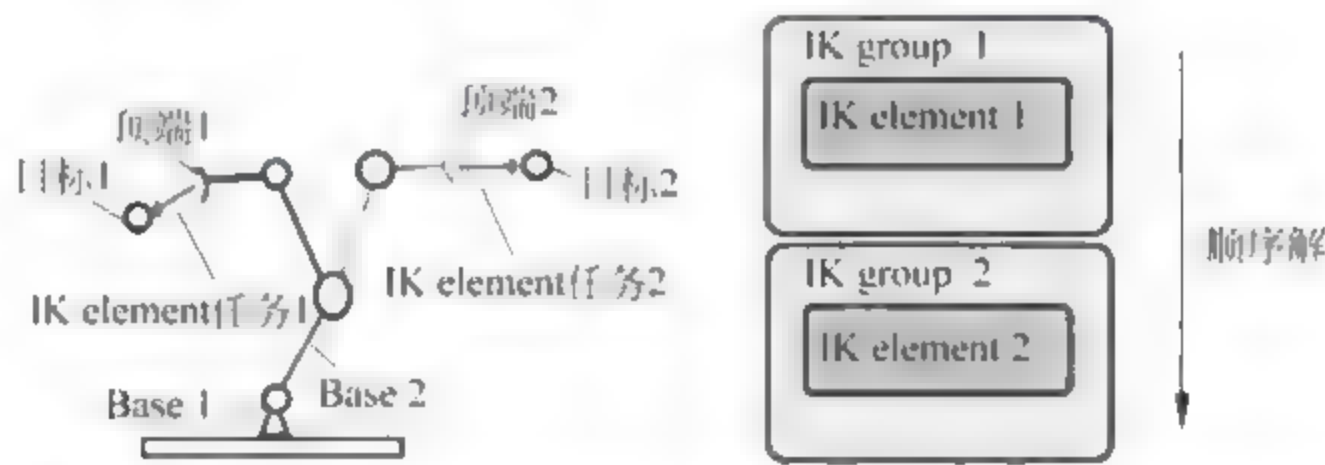 顶端1
目标1
IK element任务1
Base 1
Base 2
顶端2
目标2
IK element任务2
IK group 1
IK element 1
IK group 2
IK element 2
顺序解算